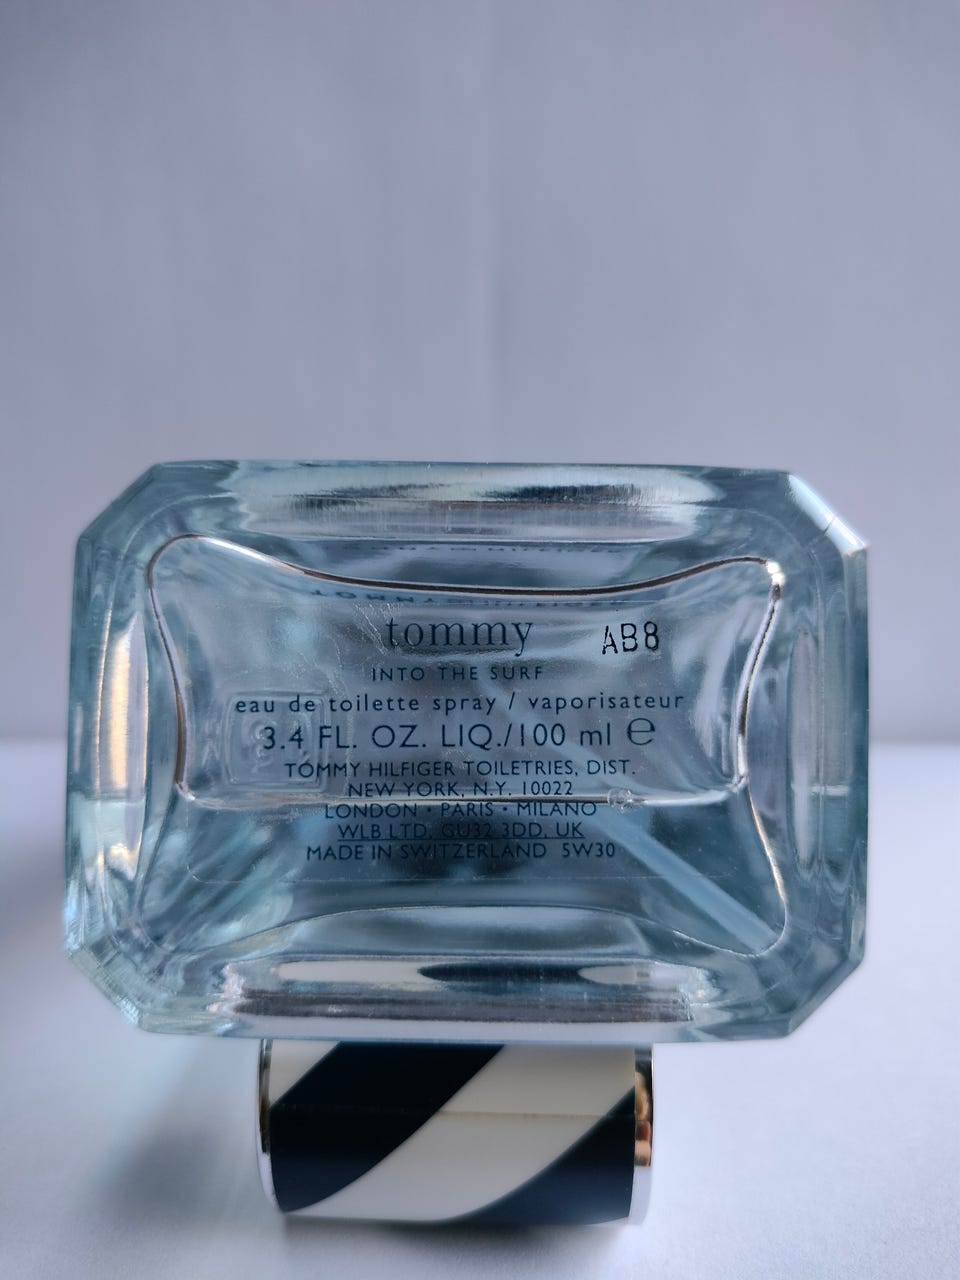 tommy AB8
INTO THE SURF
eau de toilette spray / vaporisateur
3.4 FL. OZ. LIQ./100 ml ℮
TOMMY HILFIGER TOILETRIES, DIST.
NEW YORK, N.Y. 10022
LONDON • PARIS • MILANO
WLB LTD, GU32 3DD, UK
MADE IN SWITZERLAND 5W30